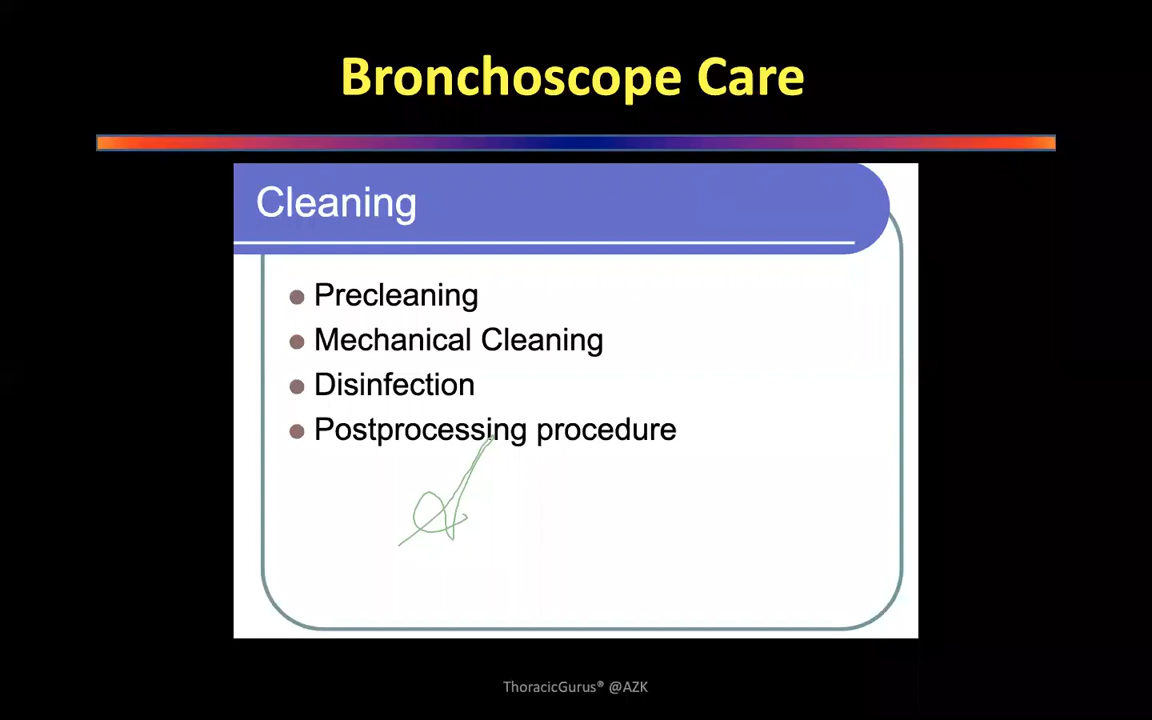 Bronchoscope Care
Cleaning
Precleaning
Mechanical Cleaning
Disinfection
Postprocessing procedure
ThoracicGurus® @AZK